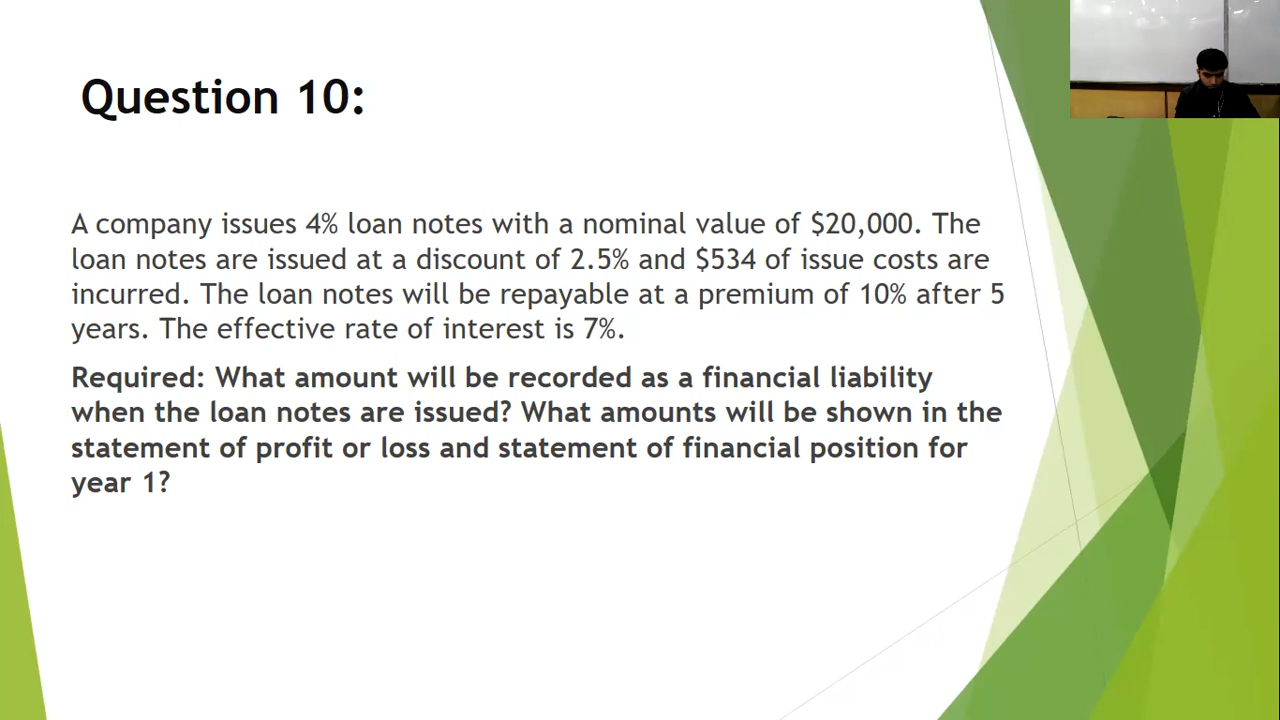 Question 10:
A company issues 4% loan notes with a nominal value of $20,000. The
loan notes are issued at a discount of 2.5% and $534 of issue costs are
incurred. The loan notes will be repayable at a premium of 10% after 5
years. The effective rate of interest is 7%.
Required: What amount will be recorded as a financial liability
when the loan notes are issued? What amounts will be shown in the
statement of profit or loss and statement of financial position for
year 1?